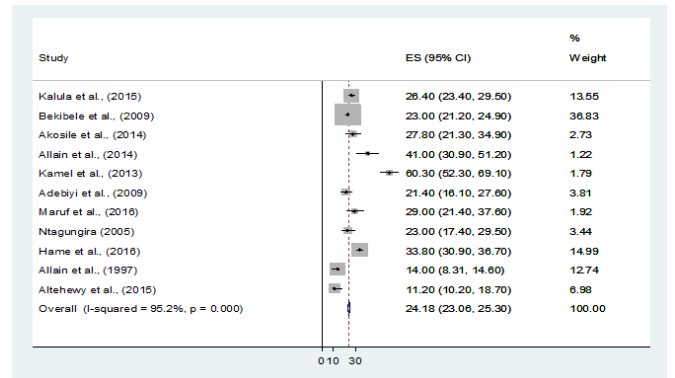 %
Study ES (95% CI) Weight
Kalula et al., (2015) 26.40 (23.40, 29.50) 13.55
Bekibele et al., (2009) 23.00 (21.20, 24.90) 36.83
Akosile et al., (2014) 27.80 (21.30, 34.90) 2.73
Allain et al., (2014) 41.00 (30.90, 51.20) 1.22
Kamel et al., (2013) 60.30 (52.30, 69.10) 1.79
Adebiyi et al., (2009) 21.40 (16.10, 27.60) 3.81
Maruf et al., (2016) 29.00 (21.40, 37.60) 1.92
Ntagungira (2005) 23.00 (17.40, 29.50) 3.44
Hame et al., (2016) 33.80 (30.90, 36.70) 14.99
Allain et al., (1997) 14.00 (8.31, 14.60) 12.74
Altehewy et al., (2015) 11.20 (10.20, 18.70) 6.98
Overall (I-squared = 95.2%, p = 0.000) 24.18 (23.06, 25.30) 100.00
0 10 30